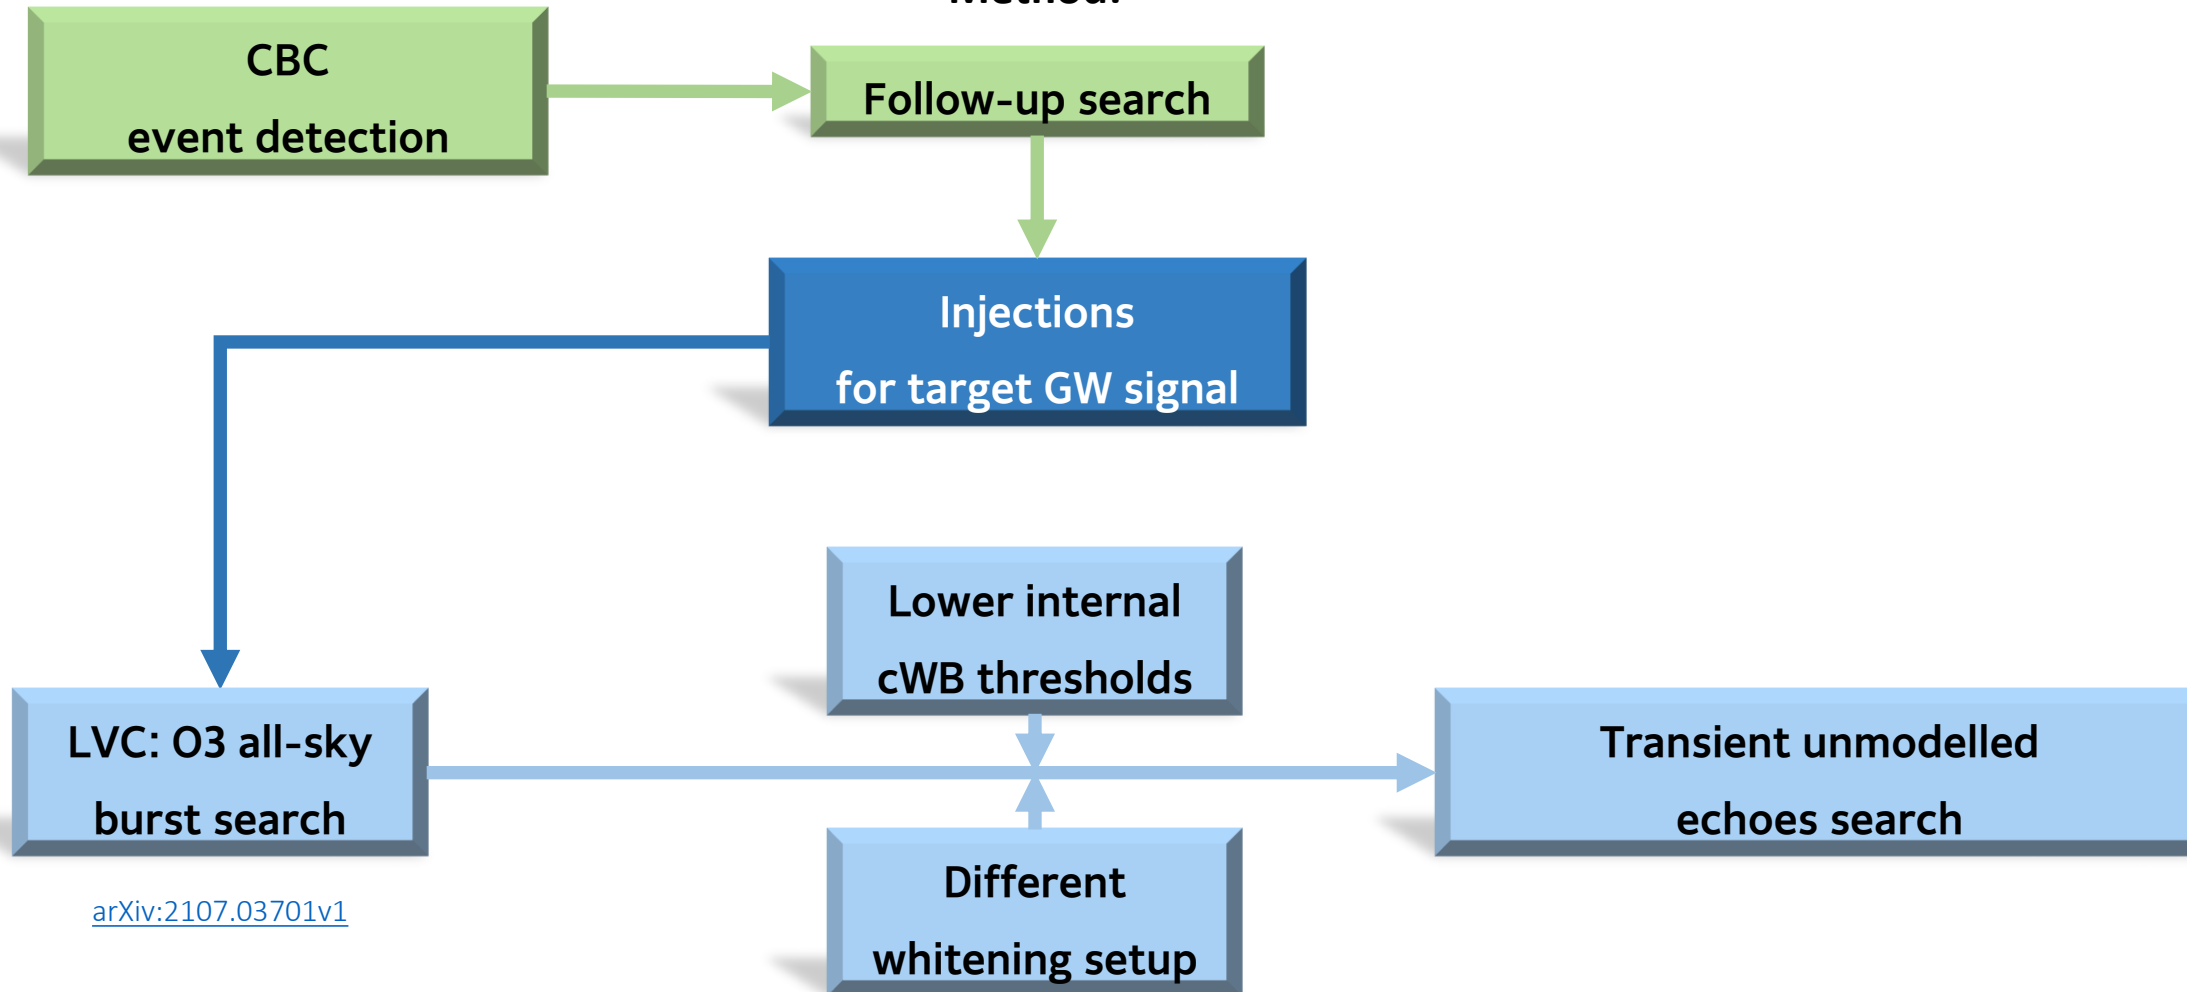 Method:
CBC
event detection
Follow-up search
Injections
for target GW signal
Lower internal
cWB thresholds
LVC: O3 all-sky
burst search
Transient unmodelled
echoes search
Different
whitening setup
arXiv:2107.03701v1